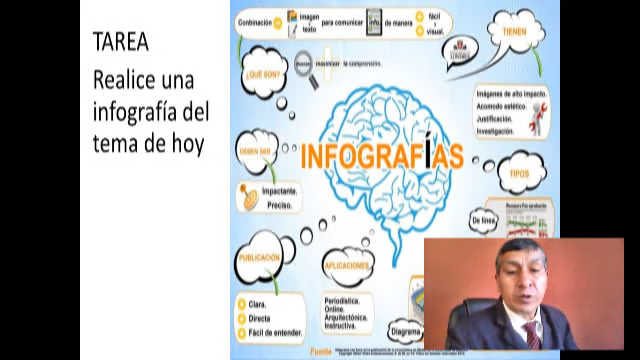 TAREA
Realice una
infografía del
tema de hoy
Combinación
imagen
y
texto
para comunicar
info.
de manera
fácil
y
visual.
TIENEN
¿QUÉ SON?
Buscan
maximizar la comprensión.
Imágenes de alto impacto.
Acomodo estético.
Justificación.
Investigación.
DEBEN SER
INFOGRAFÍAS
TIPOS
Impactante.
Preciso.
De línea
PUBLICACIÓN
APLICACIONES
Clara.
Directa
Fácil de entender.
Periodística.
Online.
Arquitectónica.
Instructiva.
Diagrama
Fuente